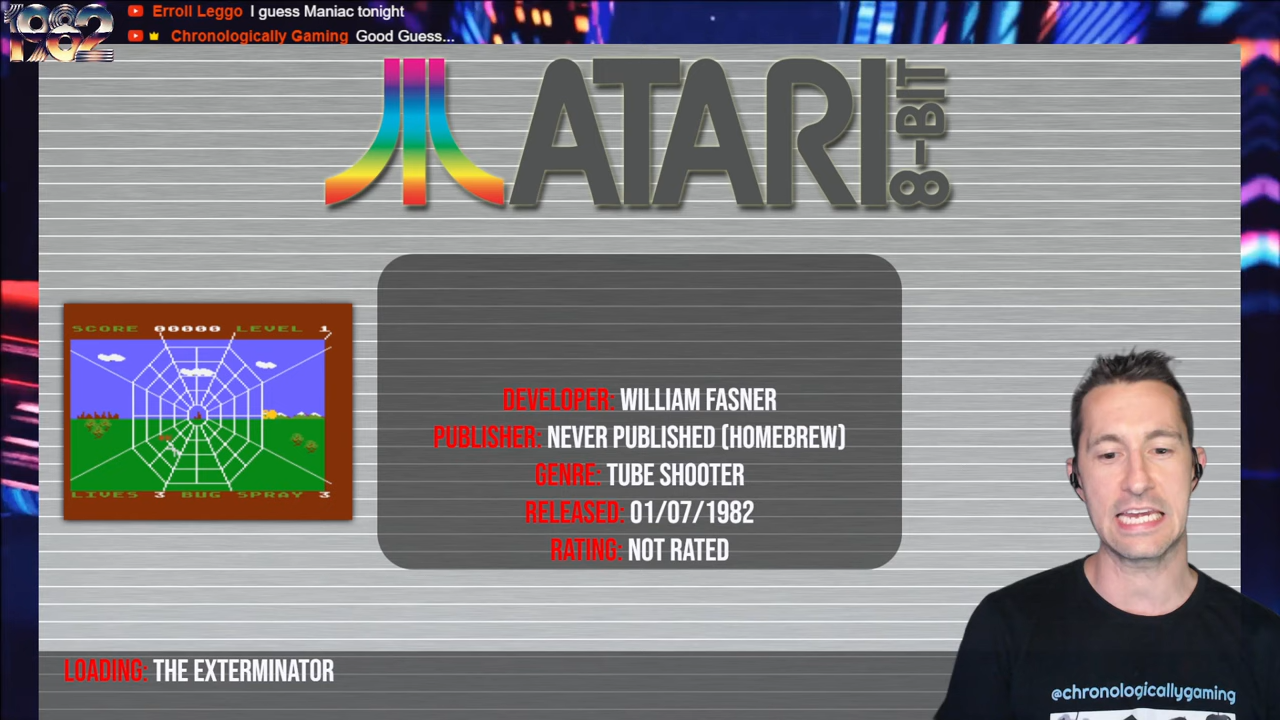 1982
Erroll Leggo I guess Maniac tonight
Chronologically Gaming Good Guess...
ATARI 8-BIT
SCORE 00000 LEVEL 1
LIVES 3 BUG SPRAY 3
DEVELOPER: WILLIAM FASNER
PUBLISHER: NEVER PUBLISHED (HOMEBREW)
GENRE: TUBE SHOOTER
RELEASED: 01/07/1982
RATING: NOT RATED
LOADING: THE EXTERMINATOR
@chronologicallygaming